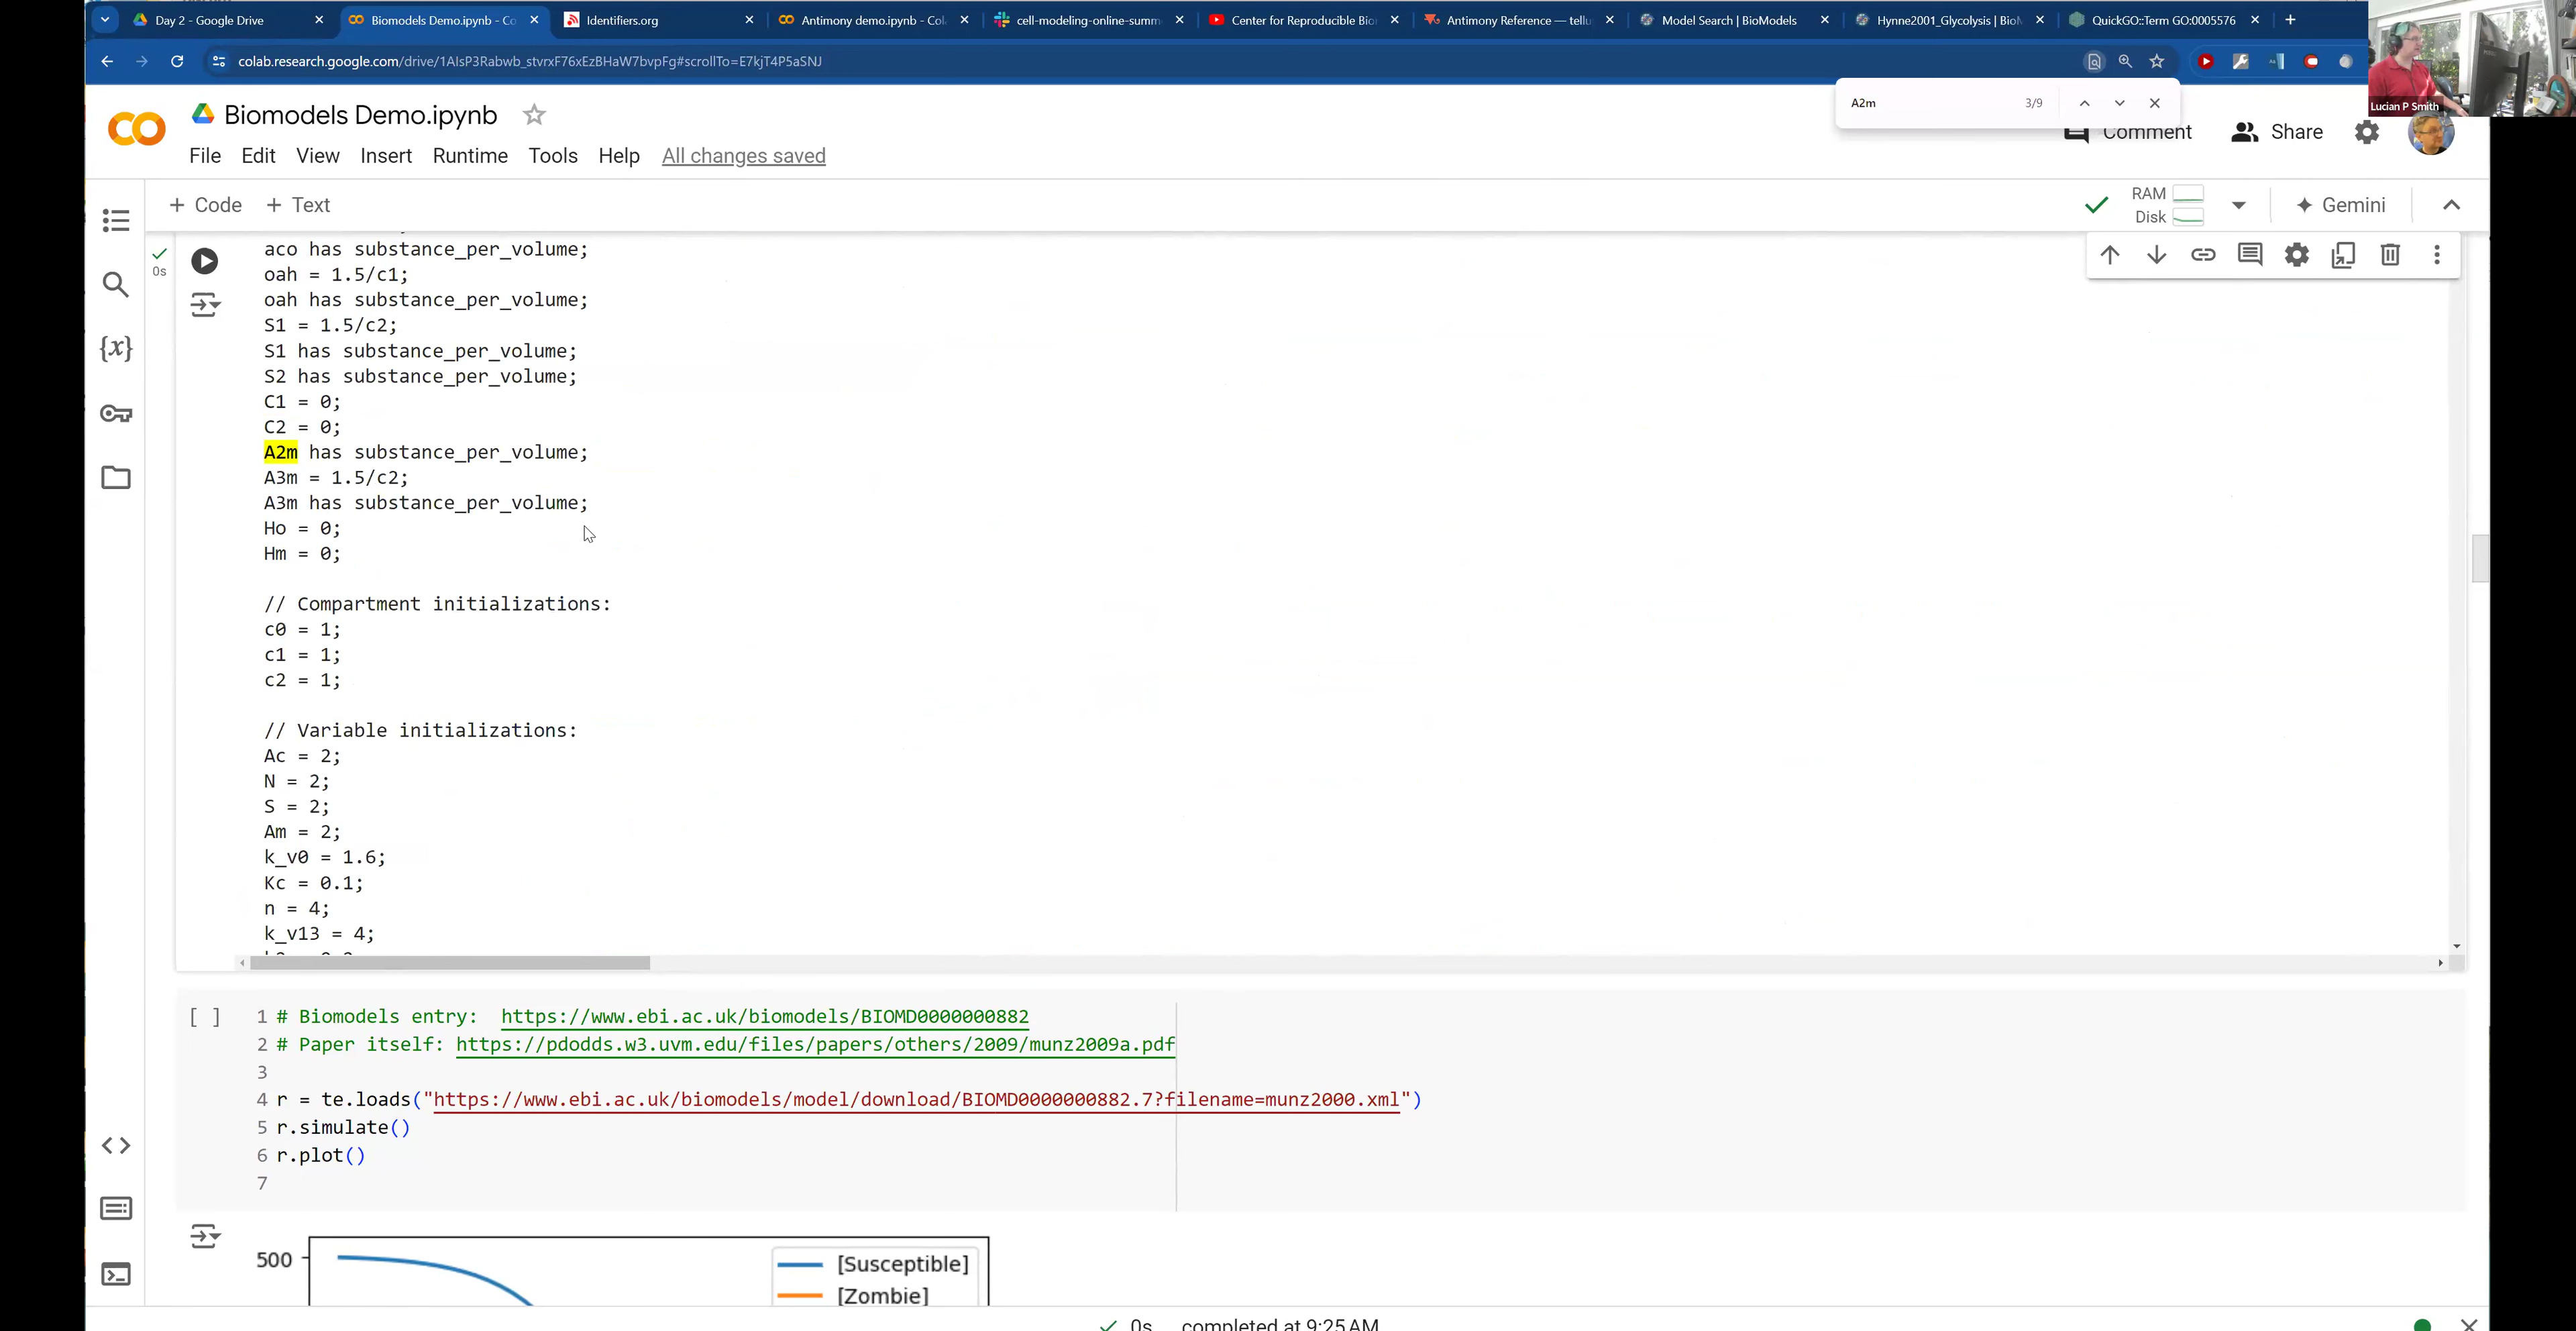 Day 2 - Google Drive
Biomodels Demo.ipynb - Co
Identifiers.org
Antimony demo.ipynb - Cola
cell-modeling-online-summ
Center for Reproducible Bio
Antimony Reference — tellu
Model Search | BioModels
Hynne2001_Glycolysis | BioM
QuickGO::Term GO:0005576
colab.research.google.com/drive/1AIsP3Rabwb_stvrxF76xEzBHaW7bvpFg#scrollTo=E7kjT4P5aSNJ
A2m 3/9
Lucian P Smith
Biomodels Demo.ipynb
Comment Share
File Edit View Insert Runtime Tools Help All changes saved
+ Code + Text
RAM
Disk
Gemini
0s
aco has substance_per_volume;
oah = 1.5/c1;
oah has substance_per_volume;
S1 = 1.5/c2;
S1 has substance_per_volume;
S2 has substance_per_volume;
C1 = 0;
C2 = 0;
A2m has substance_per_volume;
A3m = 1.5/c2;
A3m has substance_per_volume;
Ho = 0;
Hm = 0;
// Compartment initializations:
c0 = 1;
c1 = 1;
c2 = 1;
// Variable initializations:
Ac = 2;
N = 2;
S = 2;
Am = 2;
k_v0 = 1.6;
Kc = 0.1;
n = 4;
k_v13 = 4;
[ ]
1 # Biomodels entry: https://www.ebi.ac.uk/biomodels/BIOMD0000000882
2 # Paper itself: https://pdodds.w3.uvm.edu/files/papers/others/2009/munz2009a.pdf
3
4 r = te.loads("https://www.ebi.ac.uk/biomodels/model/download/BIOMD0000000882.7?filename=munz2000.xml")
5 r.simulate()
6 r.plot()
7
500
[Susceptible]
[Zombie]
0s completed at 9:25 AM